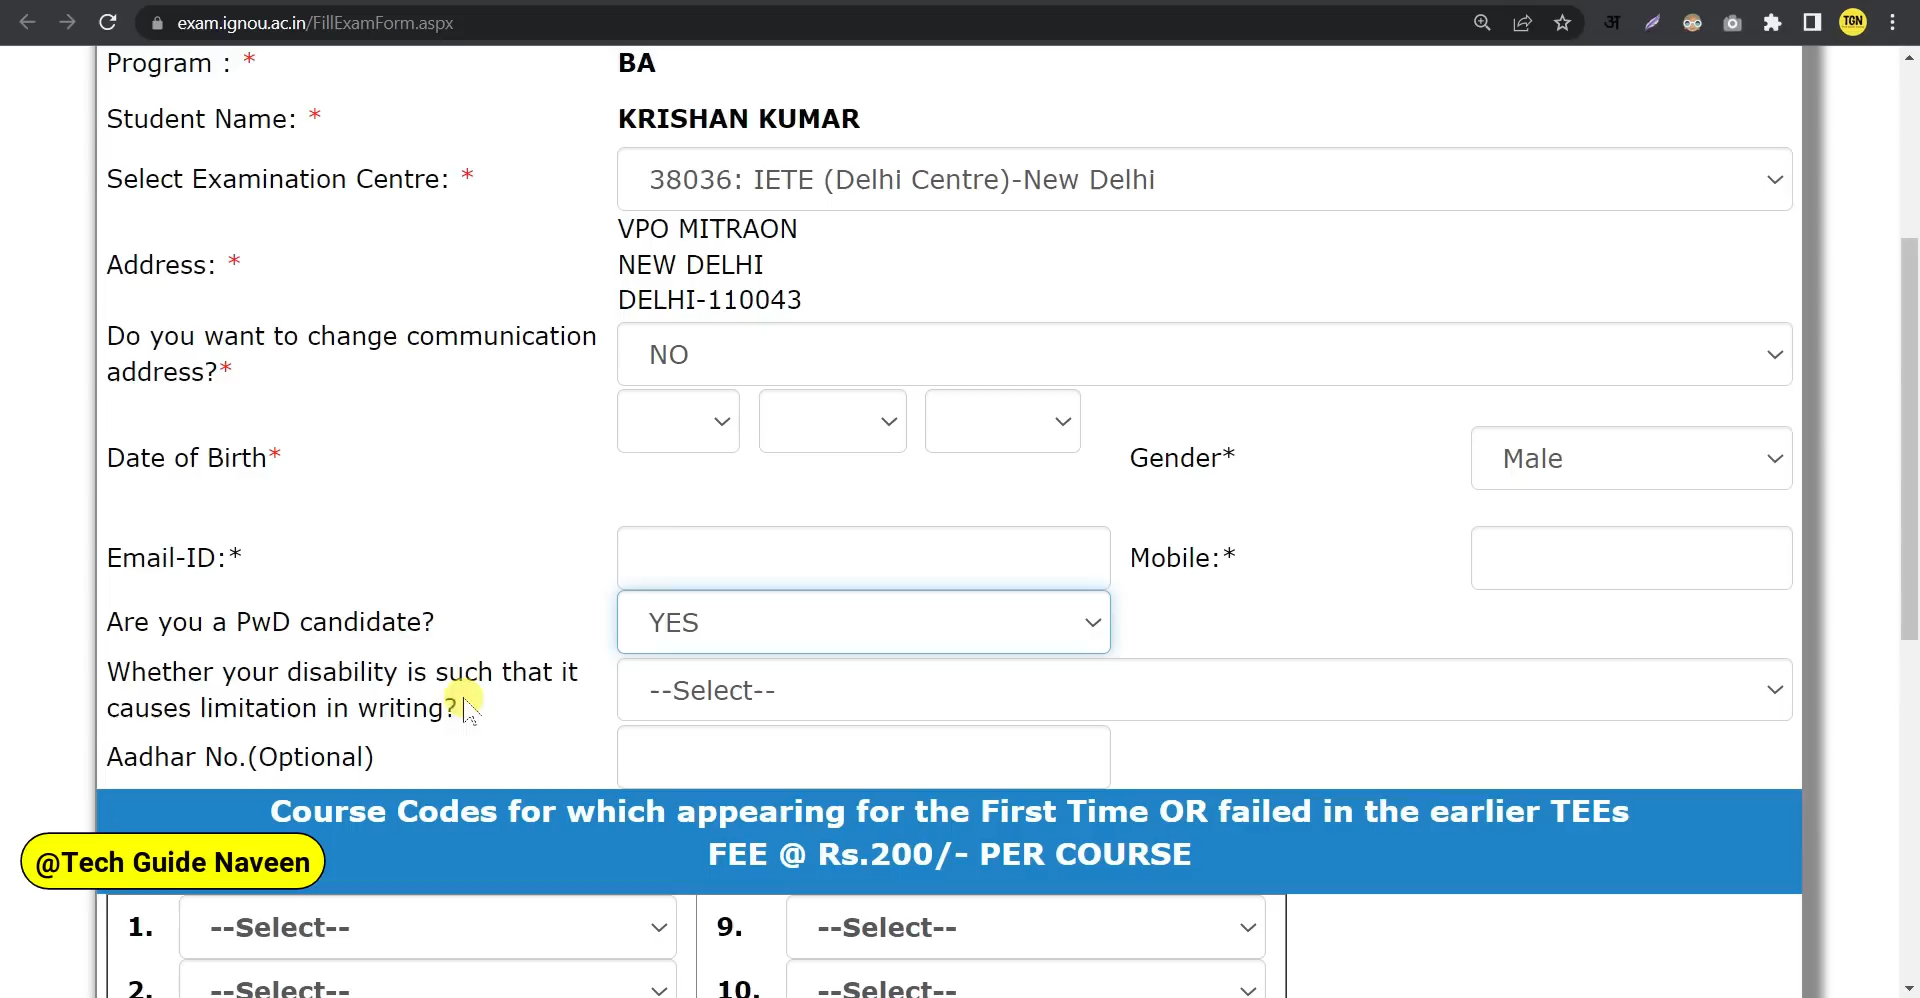 exam.ignou.ac.in/FillExamForm.aspx
अ
TGN
Program : *
BA
Student Name: *
KRISHAN KUMAR
Select Examination Centre: *
38036: IETE (Delhi Centre)-New Delhi
Address: *
VPO MITRAON
NEW DELHI
DELHI-110043
Do you want to change communication
address?*
NO
Date of Birth*
Gender*
Male
Email-ID:*
Mobile:*
Are you a PwD candidate?
YES
Whether your disability is such that it
causes limitation in writing?
--Select--
Aadhar No.(Optional)
Course Codes for which appearing for the First Time OR failed in the earlier TEEs
FEE @ Rs.200/- PER COURSE
@Tech Guide Naveen
1.
--Select--
9.
--Select--
2.
--Select--
10.
--Select--